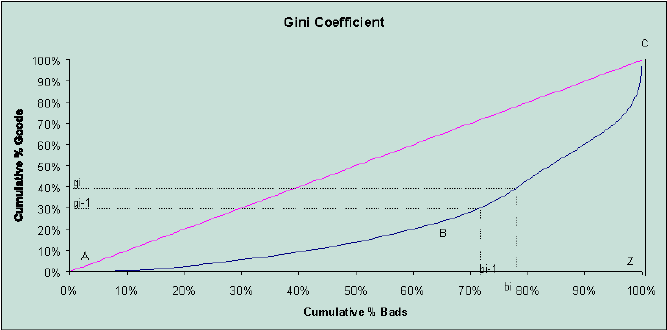 Gini Coefficient
C
100%
90%
80%
70%
60%
50%
40%
30%
20%
10%
0%
Cumulative % Goods
gi
gi-1
A
B
Z
bi-1
bi
0% 10% 20% 30% 40% 50% 60% 70% 80% 90% 100%
Cumulative % Bads